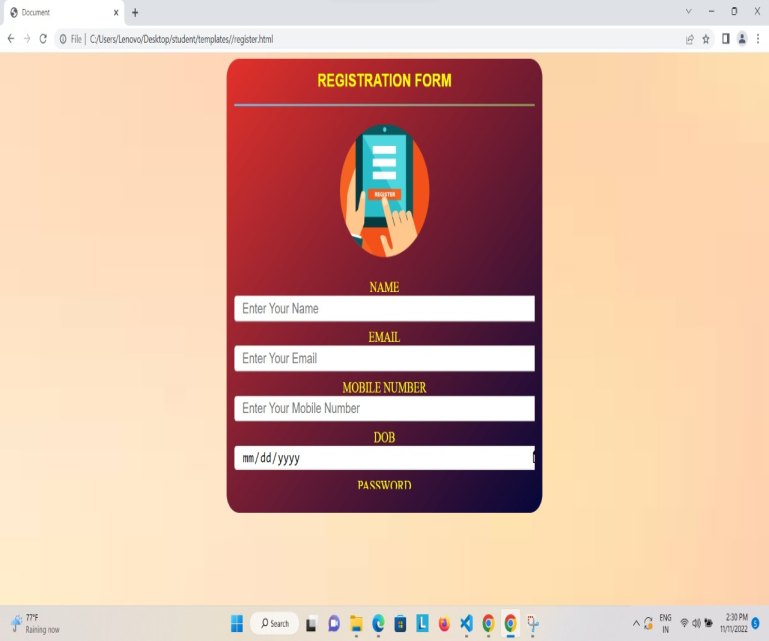 Document
File | C:/Users/Lenovo/Desktop/student/templates//register.html
REGISTRATION FORM
REGISTER
NAME
Enter Your Name
EMAIL
Enter Your Email
MOBILE NUMBER
Enter Your Mobile Number
DOB
mm/dd/yyyy
PASSWORD
77°F
Raining now
Search
L
ENG
IN
2:30 PM
11/11/2022
5